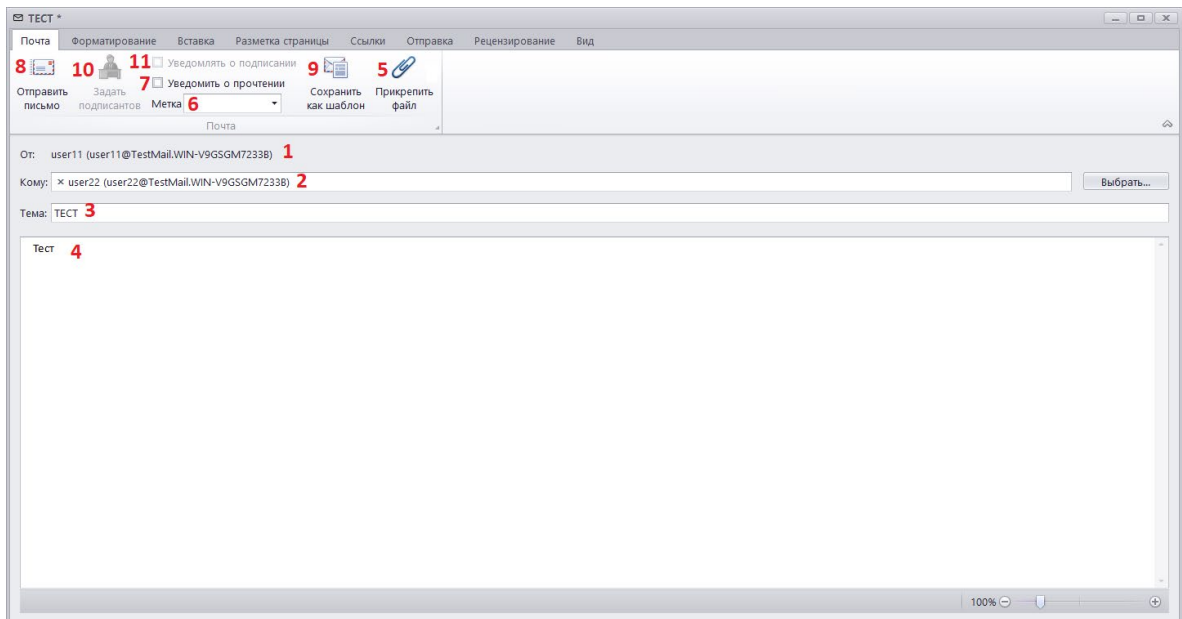 ТЕСТ *
Почта Форматирование Вставка Разметка страницы Ссылки Отправка Рецензирование Вид
8 Отправить письмо
10 Задать подписантов
11 Уведомлять о подписании
7 Уведомить о прочтении
Метка 6
9 Сохранить как шаблон
5 Прикрепить файл
Почта
От: user11 (user11@TestMail.WIN-V9GSGM7233B) 1
Кому: × user22 (user22@TestMail.WIN-V9GSGM7233B) 2 Выбрать...
Тема: ТЕСТ 3
Тест 4
100%